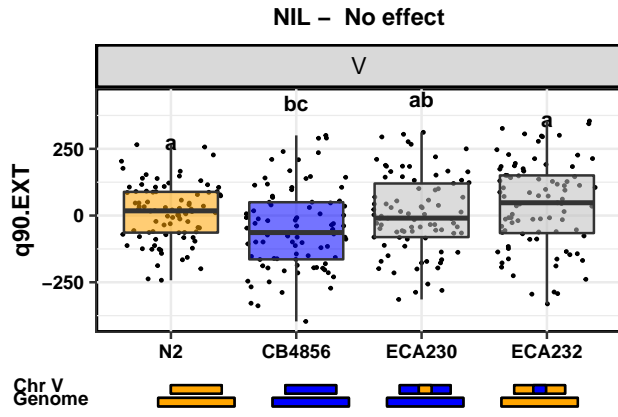 NIL – No effect
V
bc
ab
a
a
250
0
−250
q90.EXT
N2 CB4856 ECA230 ECA232
Chr V
Genome